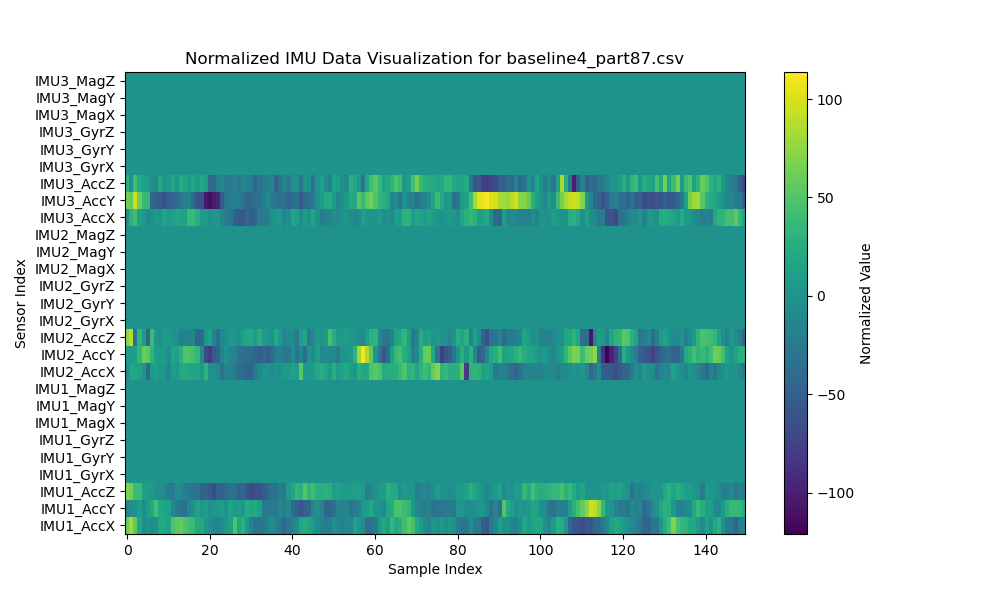 Normalized IMU Data Visualization for baseline4_part87.csv
IMU3_MagZ
IMU3_MagY
IMU3_MagX
IMU3_GyrZ
IMU3_GyrY
IMU3_GyrX
IMU3_AccZ
IMU3_AccY
IMU3_AccX
IMU2_MagZ
IMU2_MagY
IMU2_MagX
IMU2_GyrZ
IMU2_GyrY
IMU2_GyrX
IMU2_AccZ
IMU2_AccY
IMU2_AccX
IMU1_MagZ
IMU1_MagY
IMU1_MagX
IMU1_GyrZ
IMU1_GyrY
IMU1_GyrX
IMU1_AccZ
IMU1_AccY
IMU1_AccX
Sensor Index
0 20 40 60 80 100 120 140
Sample Index
100
50
0
−50
−100
Normalized Value